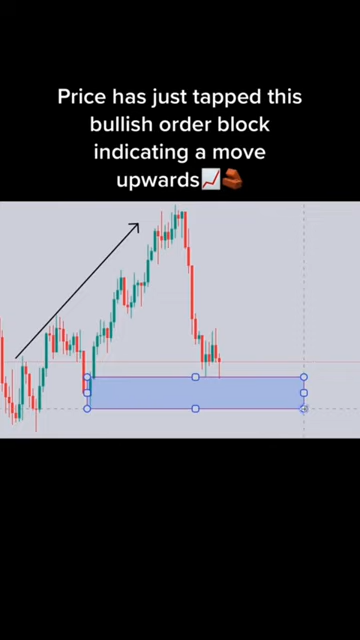 Price has just tapped this
bullish order block
indicating a move
upwards📈🧱